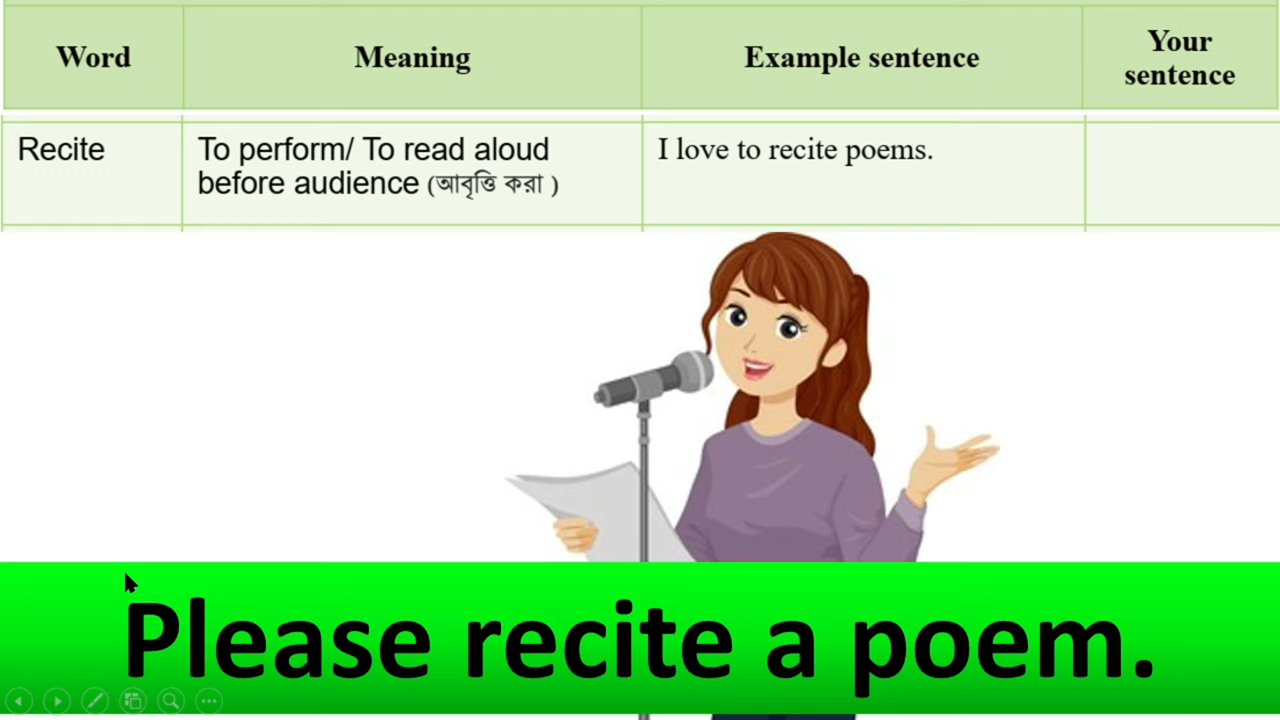 Word Meaning Example sentence Your sentence
Recite To perform/ To read aloud before audience (আবৃত্তি করা ) I love to recite poems.
Please recite a poem.